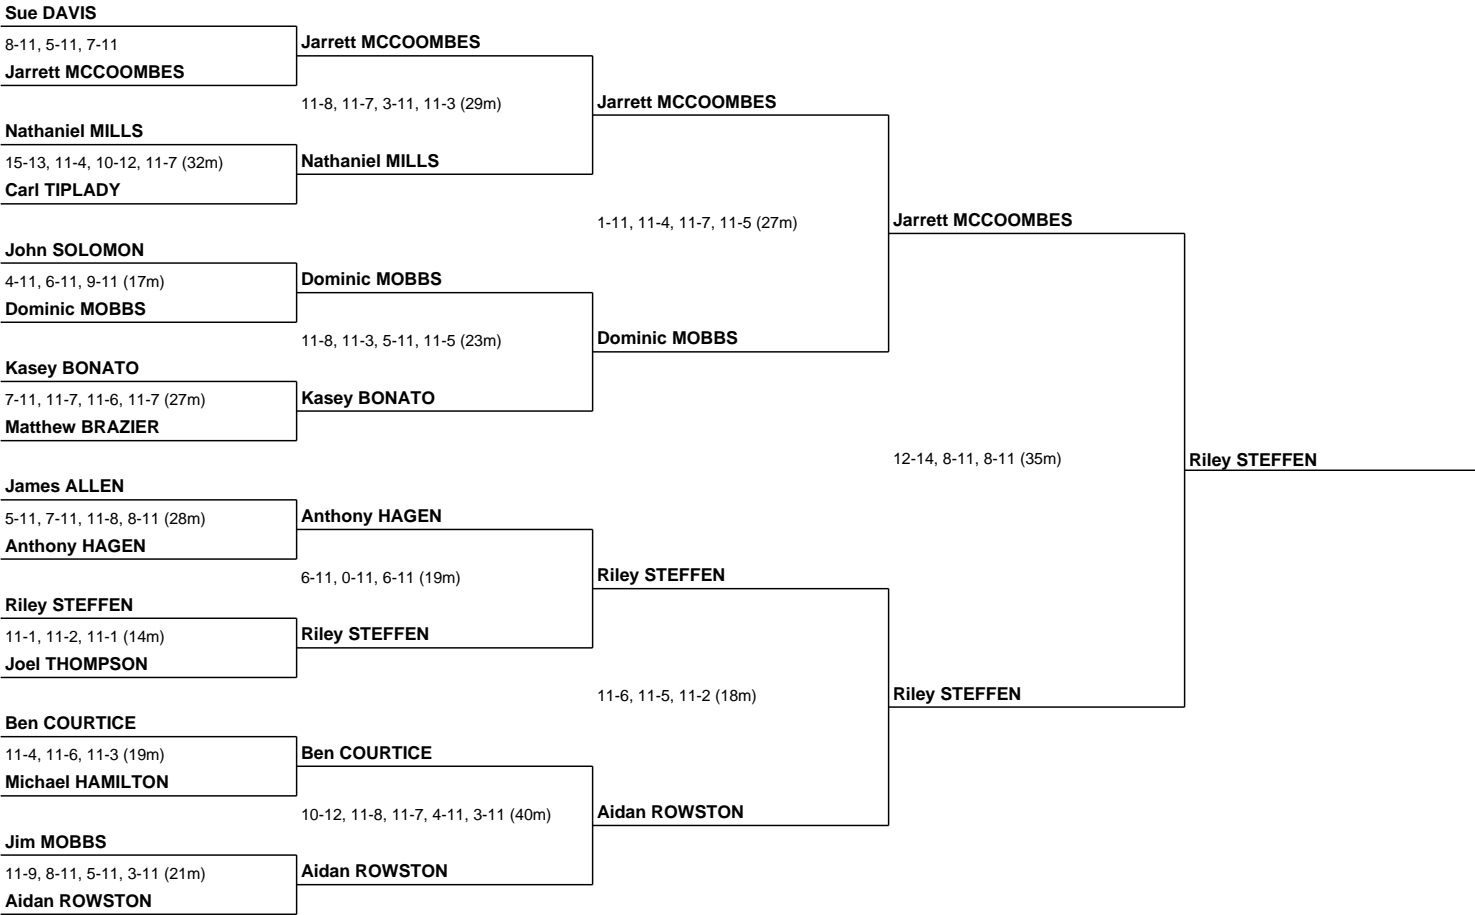 Sue DAVIS
8-11, 5-11, 7-11
Jarrett MCCOOMBES
Jarrett MCCOOMBES
11-8, 11-7, 3-11, 11-3 (29m)
Jarrett MCCOOMBES
Nathaniel MILLS
15-13, 11-4, 10-12, 11-7 (32m)
Nathaniel MILLS
Carl TIPLADY
1-11, 11-4, 11-7, 11-5 (27m)
Jarrett MCCOOMBES
John SOLOMON
4-11, 6-11, 9-11 (17m)
Dominic MOBBS
Dominic MOBBS
11-8, 11-3, 5-11, 11-5 (23m)
Dominic MOBBS
Kasey BONATO
7-11, 11-7, 11-6, 11-7 (27m)
Kasey BONATO
Matthew BRAZIER
12-14, 8-11, 8-11 (35m)
Riley STEFFEN
James ALLEN
5-11, 7-11, 11-8, 8-11 (28m)
Anthony HAGEN
Anthony HAGEN
6-11, 0-11, 6-11 (19m)
Riley STEFFEN
Riley STEFFEN
11-1, 11-2, 11-1 (14m)
Riley STEFFEN
Joel THOMPSON
11-6, 11-5, 11-2 (18m)
Riley STEFFEN
Ben COURTICE
11-4, 11-6, 11-3 (19m)
Ben COURTICE
Michael HAMILTON
10-12, 11-8, 11-7, 4-11, 3-11 (40m)
Aidan ROWSTON
Jim MOBBS
11-9, 8-11, 5-11, 3-11 (21m)
Aidan ROWSTON
Aidan ROWSTON